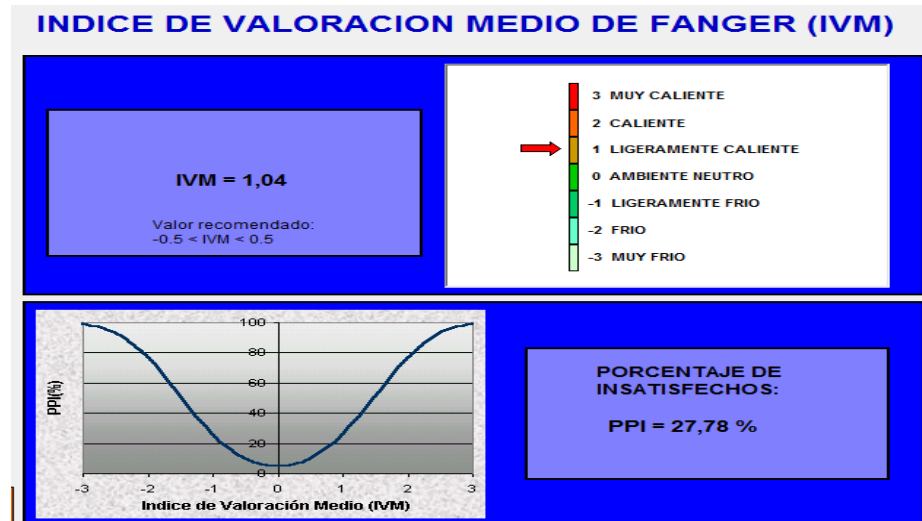 INDICE DE VALORACION MEDIO DE FANGER (IVM)
IVM = 1,04
Valor recomendado:
-0.5 < IVM < 0.5
3 MUY CALIENTE
2 CALIENTE
1 LIGERAMENTE CALIENTE
0 AMBIENTE NEUTRO
-1 LIGERAMENTE FRIO
-2 FRIO
-3 MUY FRIO
PPI(%)
100
80
60
40
20
0
-3 -2 -1 0 1 2 3
Indice de Valoración Medio (IVM)
PORCENTAJE DE
INSATISFECHOS:
PPI = 27,78 %